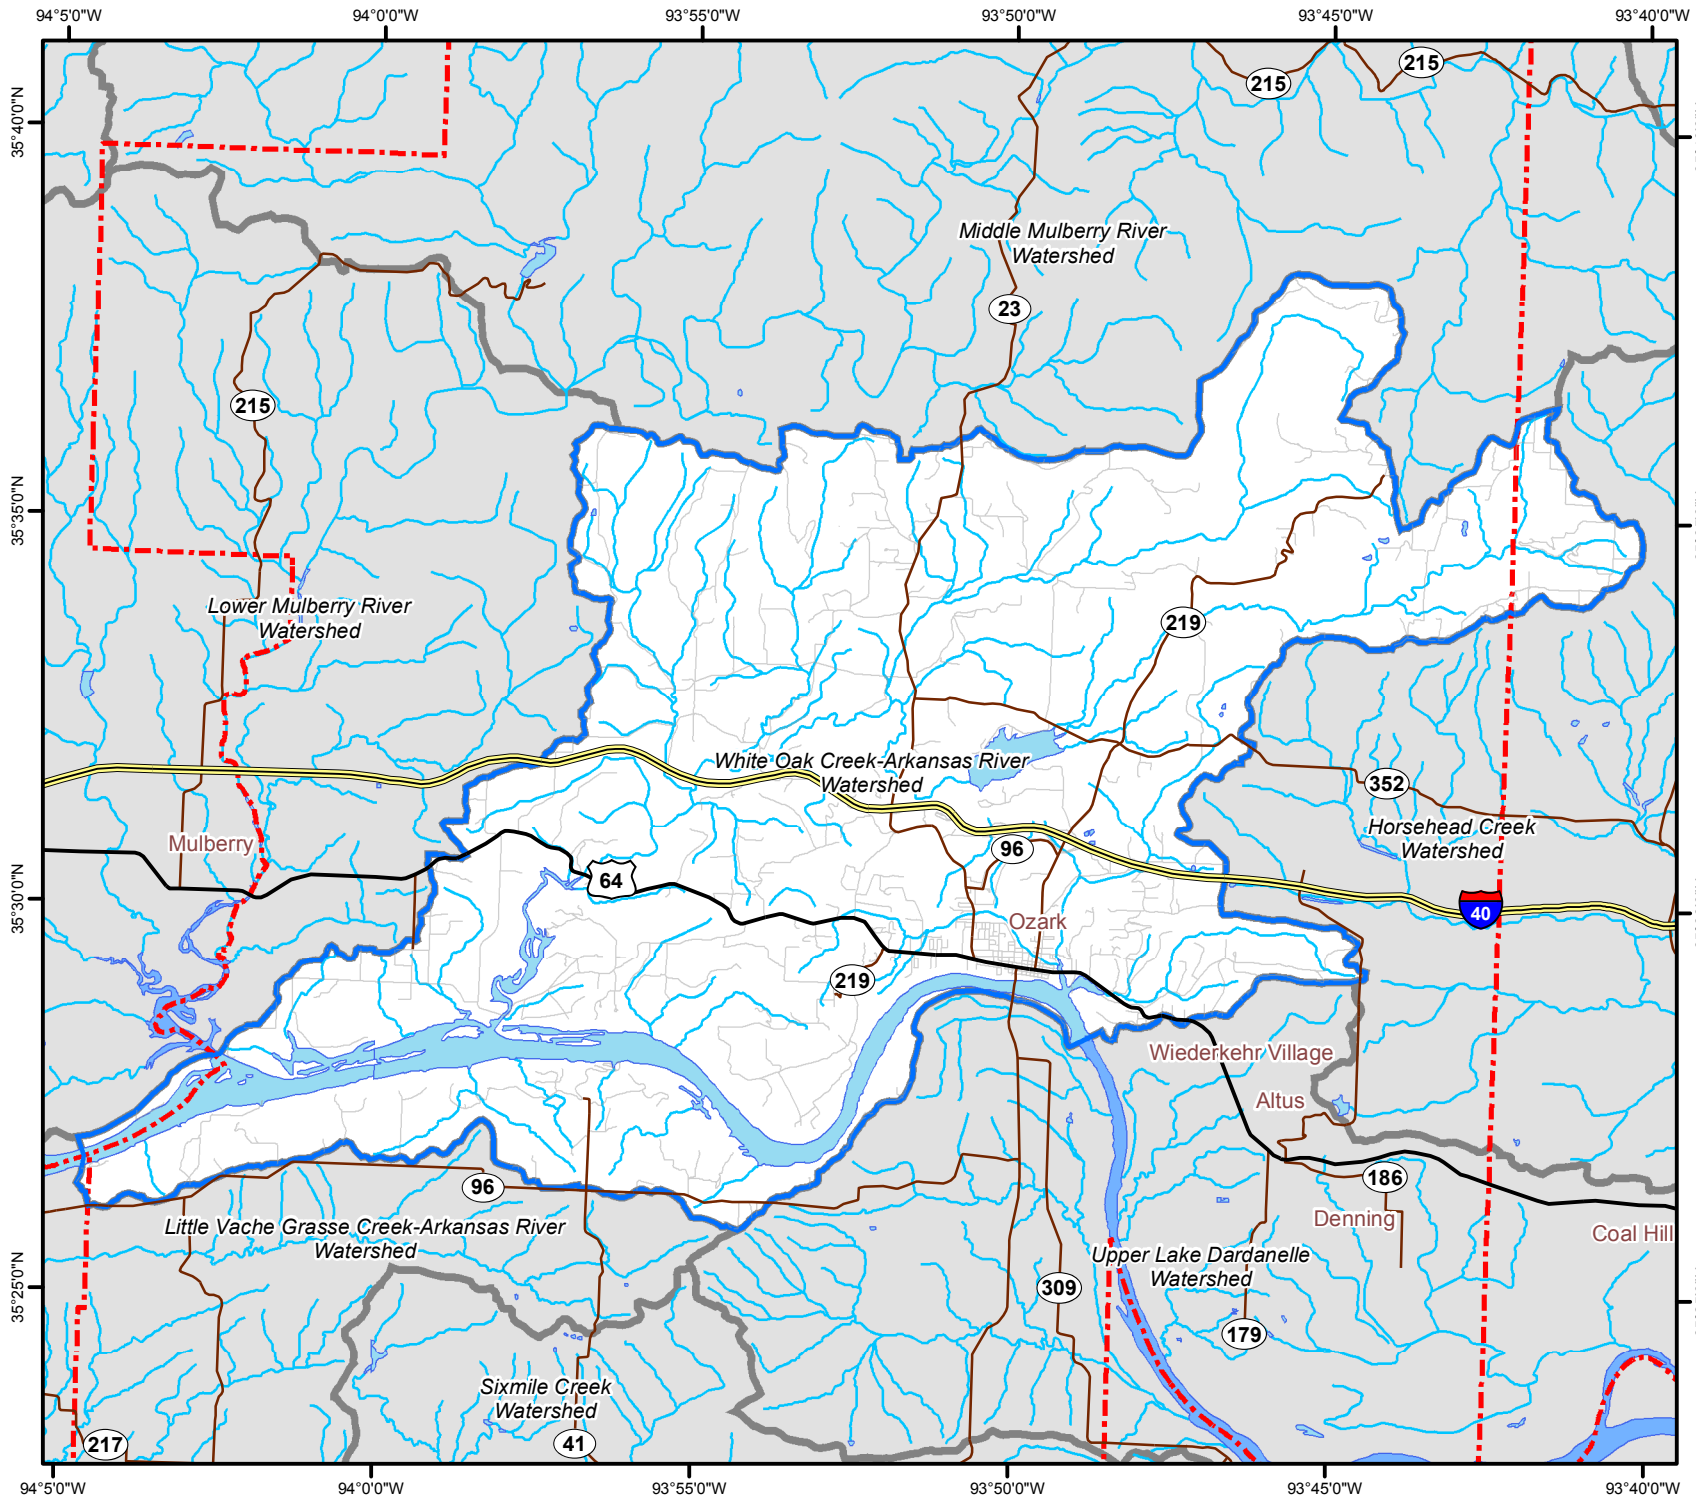 94°5'0"W 94°0'0"W 93°55'0"W 93°50'0"W 93°45'0"W 93°40'0"W
215
215
35°40'0"N
Middle Mulberry River
Watershed
23
215
35°35'0"N
Lower Mulberry River
Watershed
219
White Oak Creek-Arkansas River
Watershed
352
Horsehead Creek
Watershed
Mulberry
96
64
35°30'0"N
40
Ozark
219
Wiederkehr Village
Altus
186
96
Denning
Little Vache Grasse Creek-Arkansas River
Watershed
Coal Hill
Upper Lake Dardanelle
Watershed
35°25'0"N
309
179
Sixmile Creek
Watershed
217
41
94°5'0"W 94°0'0"W 93°55'0"W 93°50'0"W 93°45'0"W 93°40'0"W